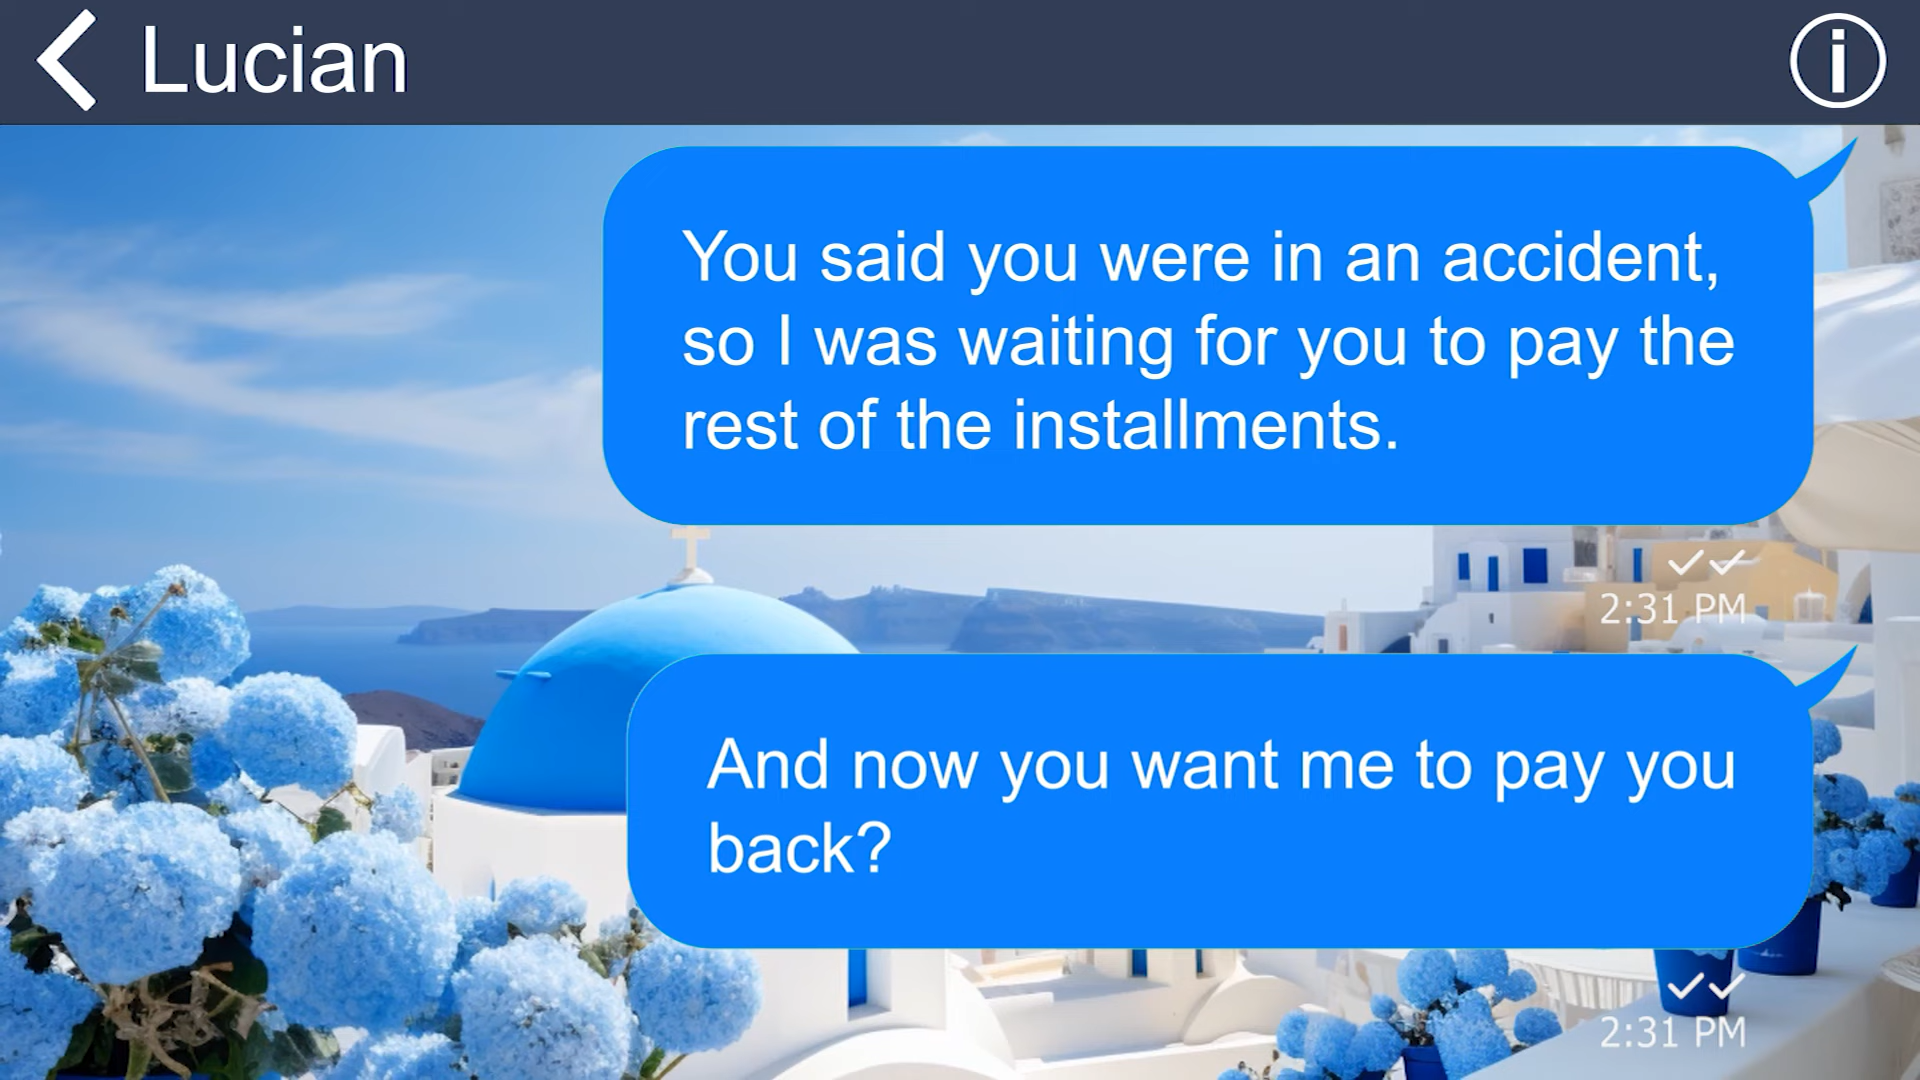 Lucian
You said you were in an accident,
so I was waiting for you to pay the
rest of the installments.
2:31 PM
And now you want me to pay you
back?
2:31 PM